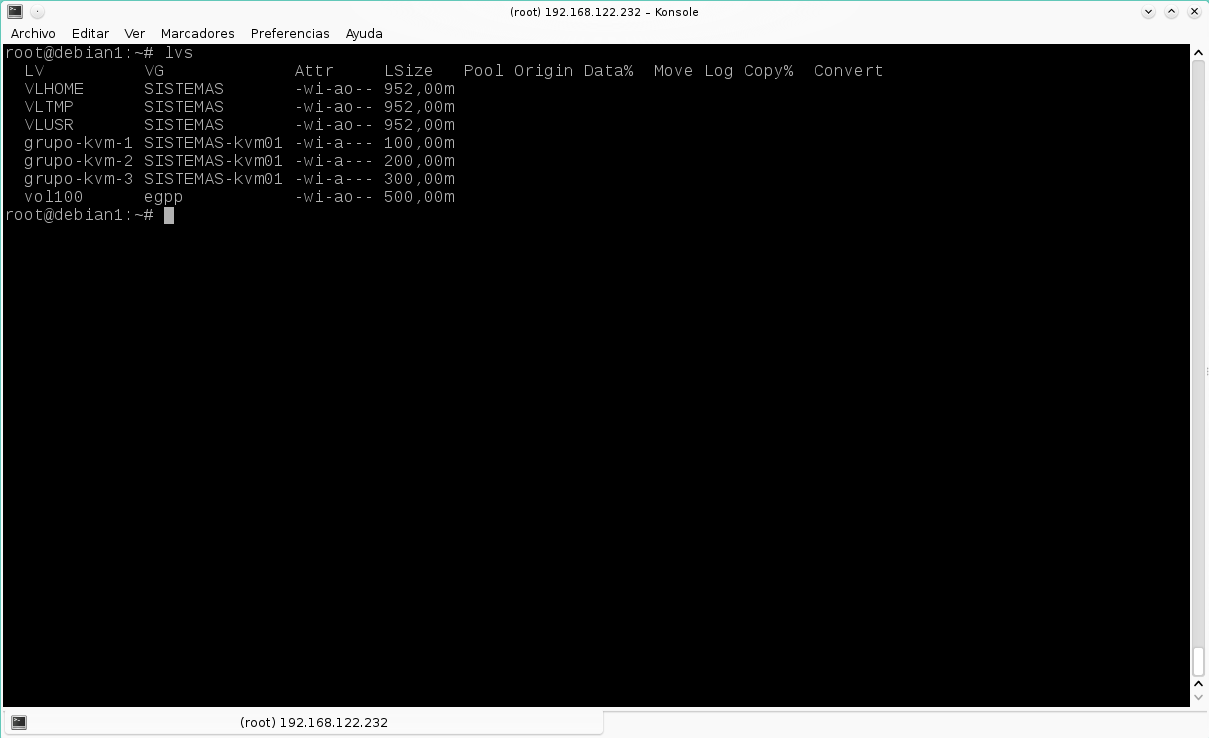 (root) 192.168.122.232 – Konsole
Archivo Editar Ver Marcadores Preferencias Ayuda
root@debian1:~# lvs
  LV          VG             Attr     LSize   Pool Origin Data%  Move Log Copy%  Convert
  VLHOME      SISTEMAS       -wi-ao-- 952,00m
  VLTMP       SISTEMAS       -wi-ao-- 952,00m
  VLUSR       SISTEMAS       -wi-ao-- 952,00m
  grupo-kvm-1 SISTEMAS-kvm01 -wi-a--- 100,00m
  grupo-kvm-2 SISTEMAS-kvm01 -wi-a--- 200,00m
  grupo-kvm-3 SISTEMAS-kvm01 -wi-a--- 300,00m
  vol100      egpp           -wi-ao-- 500,00m
root@debian1:~#
(root) 192.168.122.232